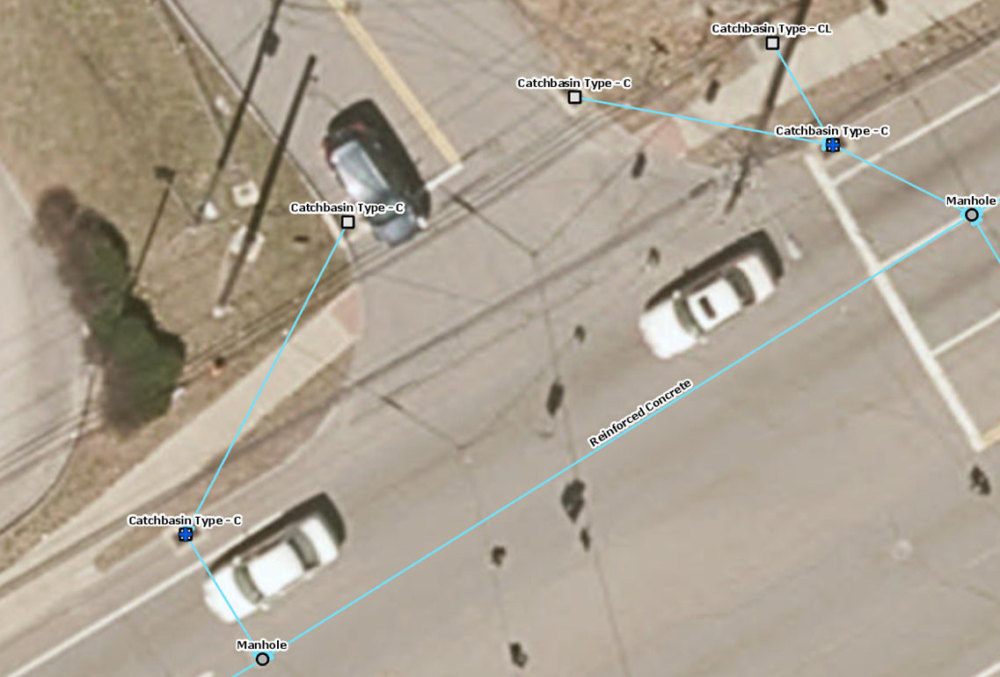 Catchbasin Type - CL
Catchbasin Type - C
Catchbasin Type - C
Manhole
Catchbasin Type - C
Reinforced Concrete
Catchbasin Type - C
Manhole